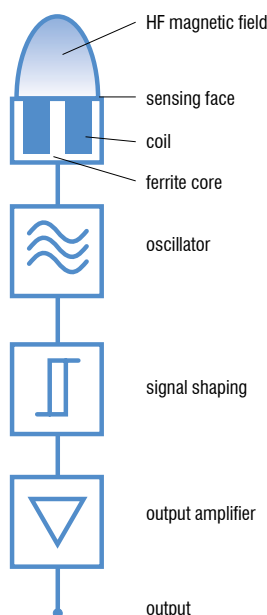 HF magnetic field
sensing face
coil
ferrite core
oscillator
signal shaping
output amplifier
output